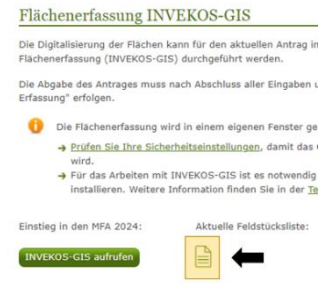 Flächenerfassung INVEKOS-GIS
Die Digitalisierung der Flächen kann für den aktuellen Antrag in
Flächenerfassung (INVEKOS-GIS) durchgeführt werden.
Die Abgabe des Antrages muss nach Abschluss aller Eingaben u
Erfassung" erfolgen.
Die Flächenerfassung wird in einem eigenen Fenster ge
Prüfen Sie Ihre Sicherheitseinstellungen, damit das
wird.
Für das Arbeiten mit INVEKOS-GIS ist es notwendig
installieren. Weitere Information finden Sie in der Te
Einstieg in den MFA 2024:
Aktuelle Feldstücksliste:
INVEKOS-GIS aufrufen